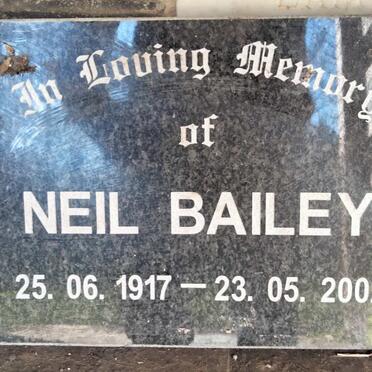 In Loving Memory
of
NEIL BAILEY
25. 06. 1917 — 23. 05. 200